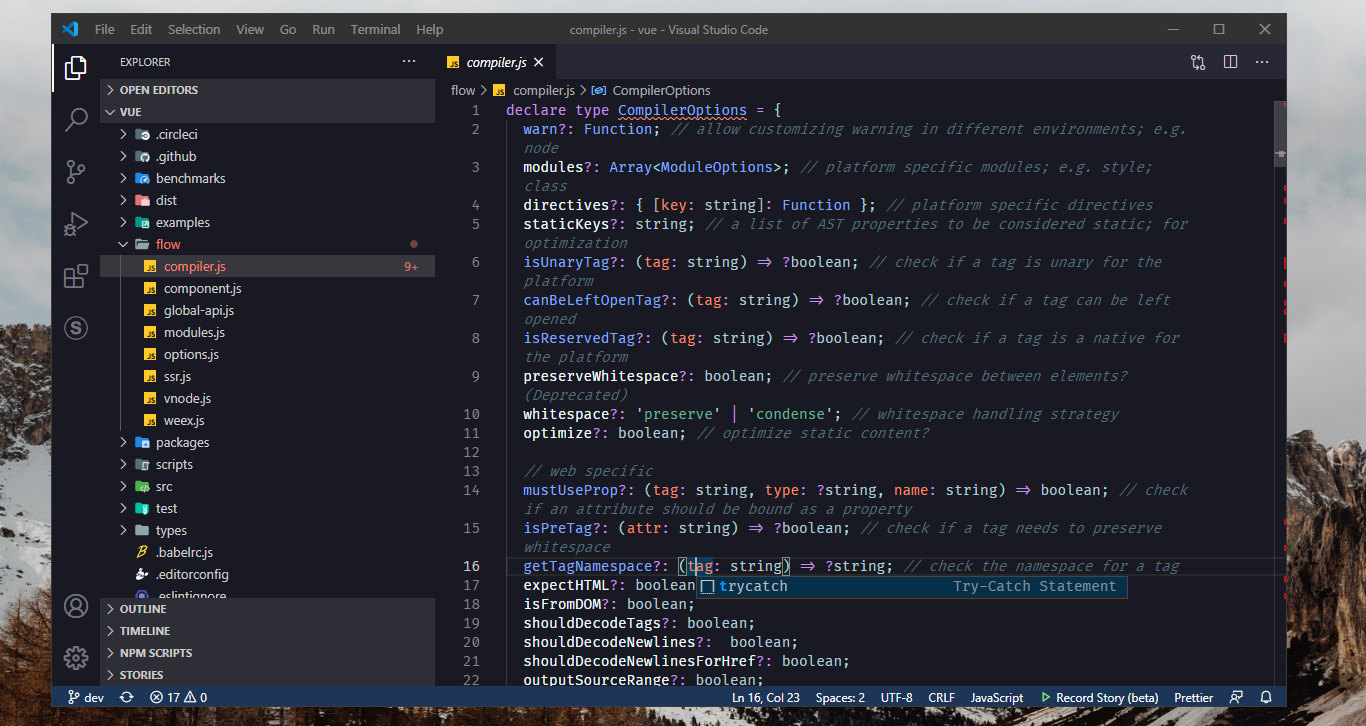 File Edit Selection View Go Run Terminal Help
compiler.js - vue - Visual Studio Code
EXPLORER
OPEN EDITORS
VUE
.circleci
.github
benchmarks
dist
examples
flow
compiler.js 9+
component.js
global-api.js
modules.js
options.js
ssr.js
vnode.js
weex.js
packages
scripts
src
test
types
.babelrc.js
.editorconfig
.eslintignore
OUTLINE
TIMELINE
NPM SCRIPTS
STORIES
JS compiler.js
flow > JS compiler.js > CompilerOptions
1 declare type CompilerOptions = {
2 warn?: Function; // allow customizing warning in different environments; e.g.
node
3 modules?: Array<ModuleOptions>; // platform specific modules; e.g. style;
class
4 directives?: { [key: string]: Function }; // platform specific directives
5 staticKeys?: string; // a list of AST properties to be considered static; for
optimization
6 isUnaryTag?: (tag: string) => ?boolean; // check if a tag is unary for the
platform
7 canBeLeftOpenTag?: (tag: string) => ?boolean; // check if a tag can be left
opened
8 isReservedTag?: (tag: string) => ?boolean; // check if a tag is a native for
the platform
9 preserveWhitespace?: boolean; // preserve whitespace between elements?
(Deprecated)
10 whitespace?: 'preserve' | 'condense'; // whitespace handling strategy
11 optimize?: boolean; // optimize static content?
12
13 // web specific
14 mustUseProp?: (tag: string, type: ?string, name: string) => boolean; // check
if an attribute should be bound as a property
15 isPreTag?: (attr: string) => ?boolean; // check if a tag needs to preserve
whitespace
16 getTagNamespace?: (tag: string) => ?string; // check the namespace for a tag
17 expectHTML?: boolean
trycatch Try-Catch Statement
18 isFromDOM?: boolean;
19 shouldDecodeTags?: boolean;
20 shouldDecodeNewlines?:  boolean;
21 shouldDecodeNewlinesForHref?: boolean;
22 outputSourceRange?: boolean;
dev 17 0 Ln 16, Col 23 Spaces: 2 UTF-8 CRLF JavaScript Record Story (beta) Prettier